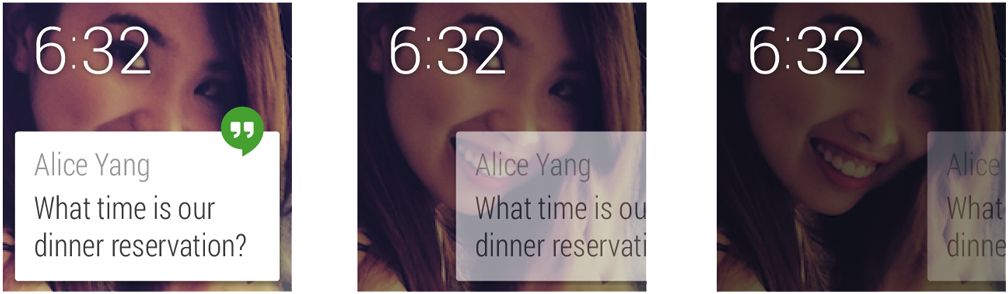 6:32
Alice Yang
What time is our
dinner reservation?
6:32
Alice Yang
What time is ou
dinner reservati
6:32
Alice
What
dinne